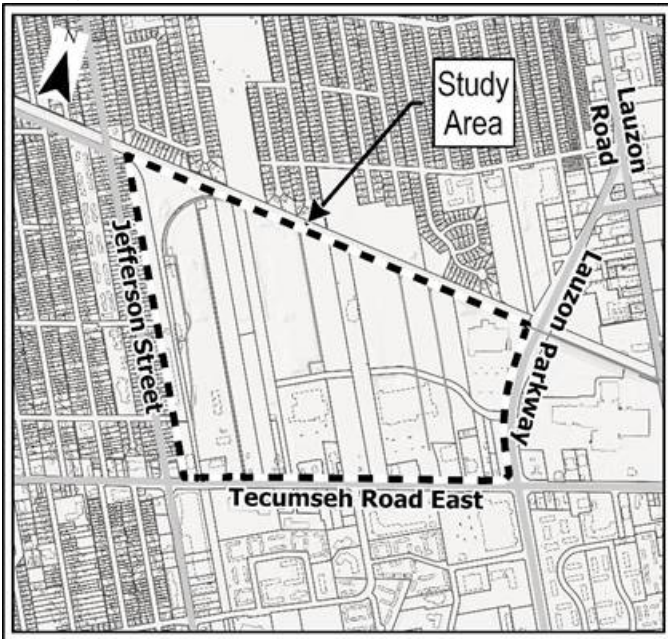 N
Study
Area
Lauzon
Road
Jefferson Street
Lauzon Parkway
Tecumseh Road East